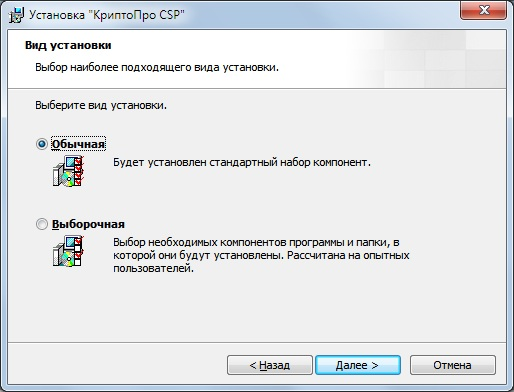 Установка "КриптоПро CSP"
Вид установки
Выбор наиболее подходящего вида установки.
Выберите вид установки.
Обычная
Будет установлен стандартный набор компонент.
Выборочная
Выбор необходимых компонентов программы и папки, в
которой они будут установлены. Рассчитана на опытных
пользователей.
< Назад
Далее >
Отмена